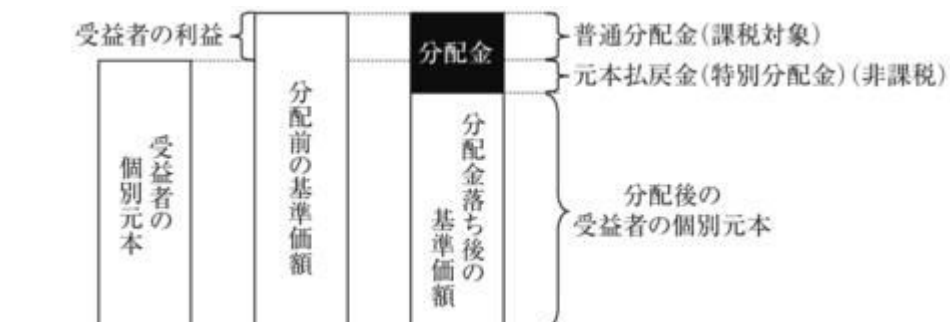 受益者の利益
分配金
普通分配金(課税対象)
元本払戻金(特別分配金)(非課税)
受益者の
個別元本
分配前の基準価額
分配金落ち後の
基準価額
分配後の
受益者の個別元本